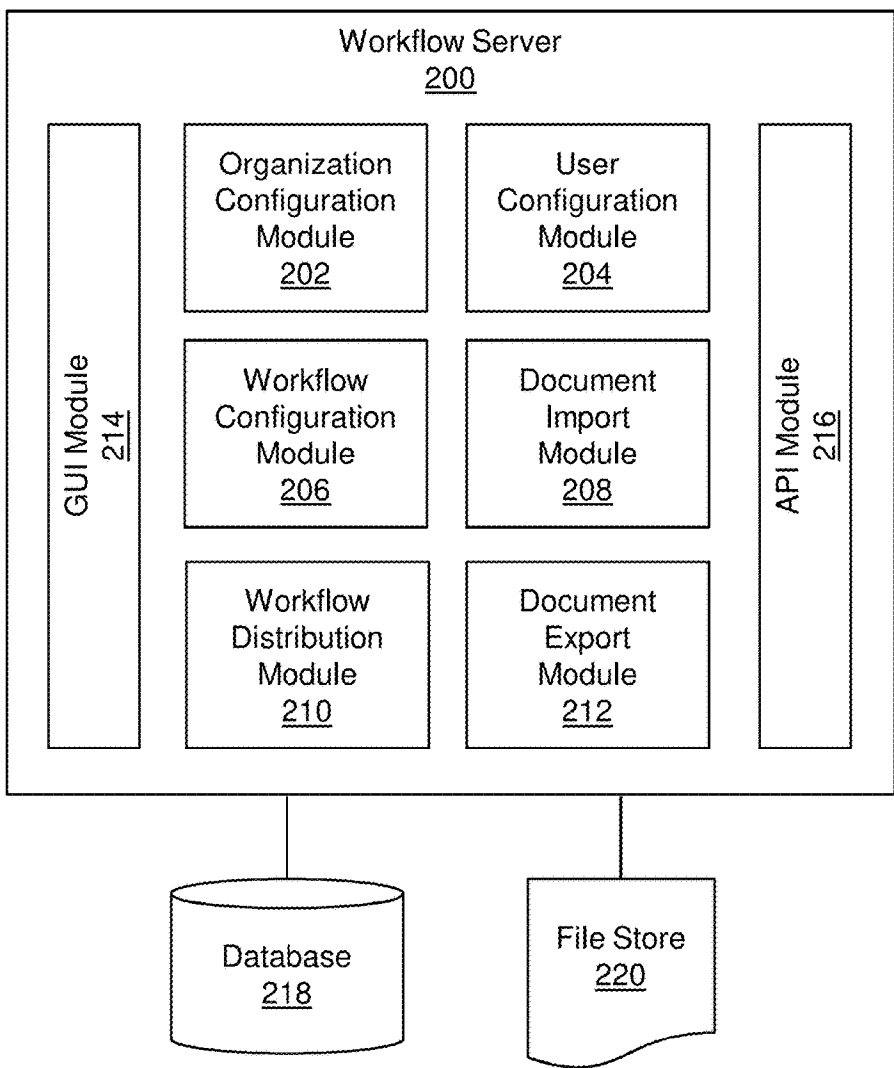 Workflow Server
200
GUI Module
214
Organization
Configuration
Module
202
User
Configuration
Module
204
Workflow
Configuration
Module
206
Document
Import
Module
208
Workflow
Distribution
Module
210
Document
Export
Module
212
API Module
216
Database
218
File Store
220